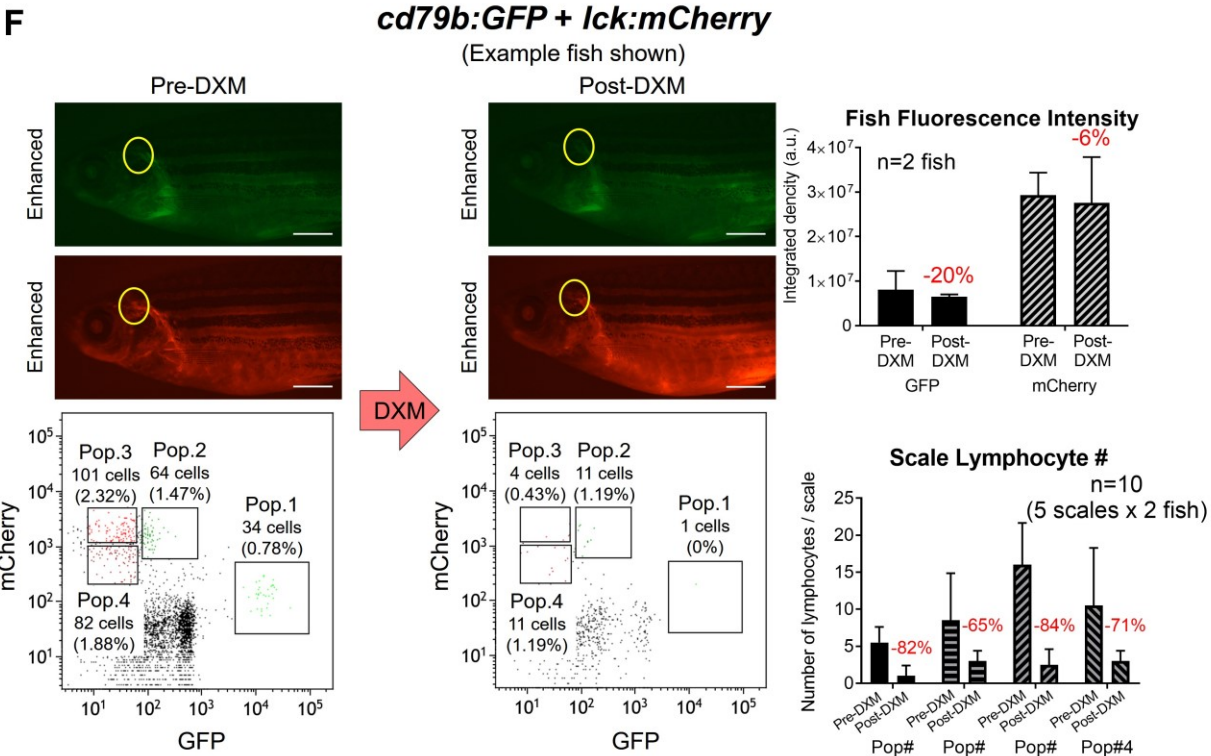 F
cd79b:GFP + lck:mCherry
(Example fish shown)
Pre-DXM
Post-DXM
Enhanced
Enhanced
Enhanced
Enhanced
DXM
mCherry
10⁵
10⁴
10³
10²
10¹
Pop.3
101 cells
(2.32%)
Pop.2
64 cells
(1.47%)
Pop.1
34 cells
(0.78%)
Pop.4
82 cells
(1.88%)
10¹ 10² 10³ 10⁴ 10⁵
GFP
mCherry
10⁵
10⁴
10³
10²
10¹
Pop.3
4 cells
(0.43%)
Pop.2
11 cells
(1.19%)
Pop.1
1 cells
(0%)
Pop.4
11 cells
(1.19%)
10¹ 10² 10³ 10⁴ 10⁵
GFP
Fish Fluorescence Intensity
Integrated dencity (a.u.)
4×10⁷
3×10⁷
2×10⁷
1×10⁷
0
n=2 fish
-20%
-6%
Pre-
DXM
Post-
DXM
Pre-
DXM
Post-
DXM
GFP
mCherry
Scale Lymphocyte #
n=10
(5 scales x 2 fish)
Number of lymphocytes / scale
25
20
15
10
5
0
-82%
-65%
-84%
-71%
Pre-DXM
Post-DXM
Pre-DXM
Post-DXM
Pre-DXM
Post-DXM
Pre-DXM
Post-DXM
Pop# Pop# Pop# Pop#4